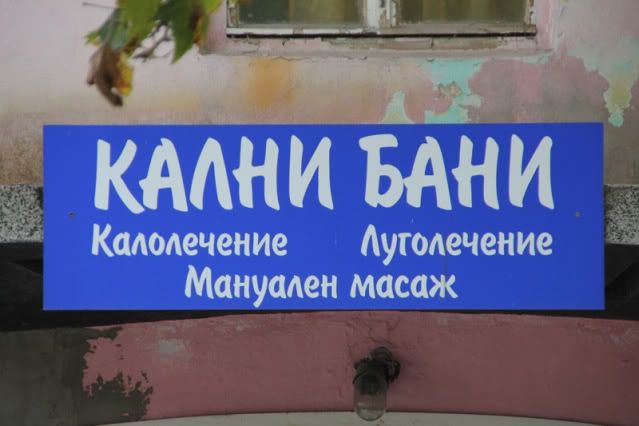 КАЛНИ БАНИ
Калолечение Луголечение
Мануален масаж